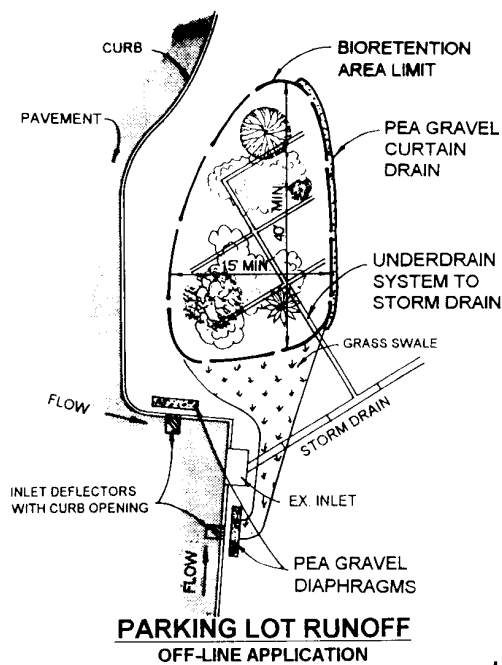 CURB
BIORETENTION
AREA LIMIT
PAVEMENT
PEA GRAVEL
CURTAIN
DRAIN
40' MIN
15' MIN
UNDERDRAIN
SYSTEM TO
STORM DRAIN
GRASS SWALE
FLOW
STORM DRAIN
INLET DEFLECTORS
WITH CURB OPENING
EX. INLET
FLOW
PEA GRAVEL
DIAPHRAGMS
PARKING LOT RUNOFF
OFF-LINE APPLICATION